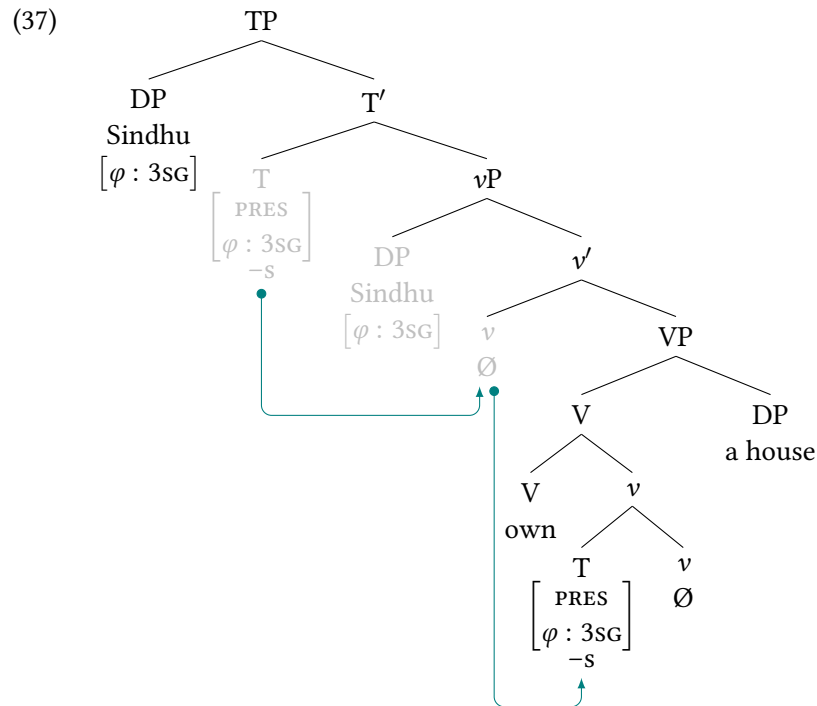 (37) TP
DP T′
Sindhu
[φ : 3SG] T vP
[PRES
φ : 3SG] DP v′
–s
Sindhu
[φ : 3SG] v VP
Ø
V DP
a house
V v
own
T v
[PRES Ø
φ : 3SG]
–s